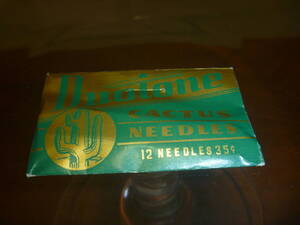 Duotone
CACTUS
NEEDLES
12 NEEDLES 35¢